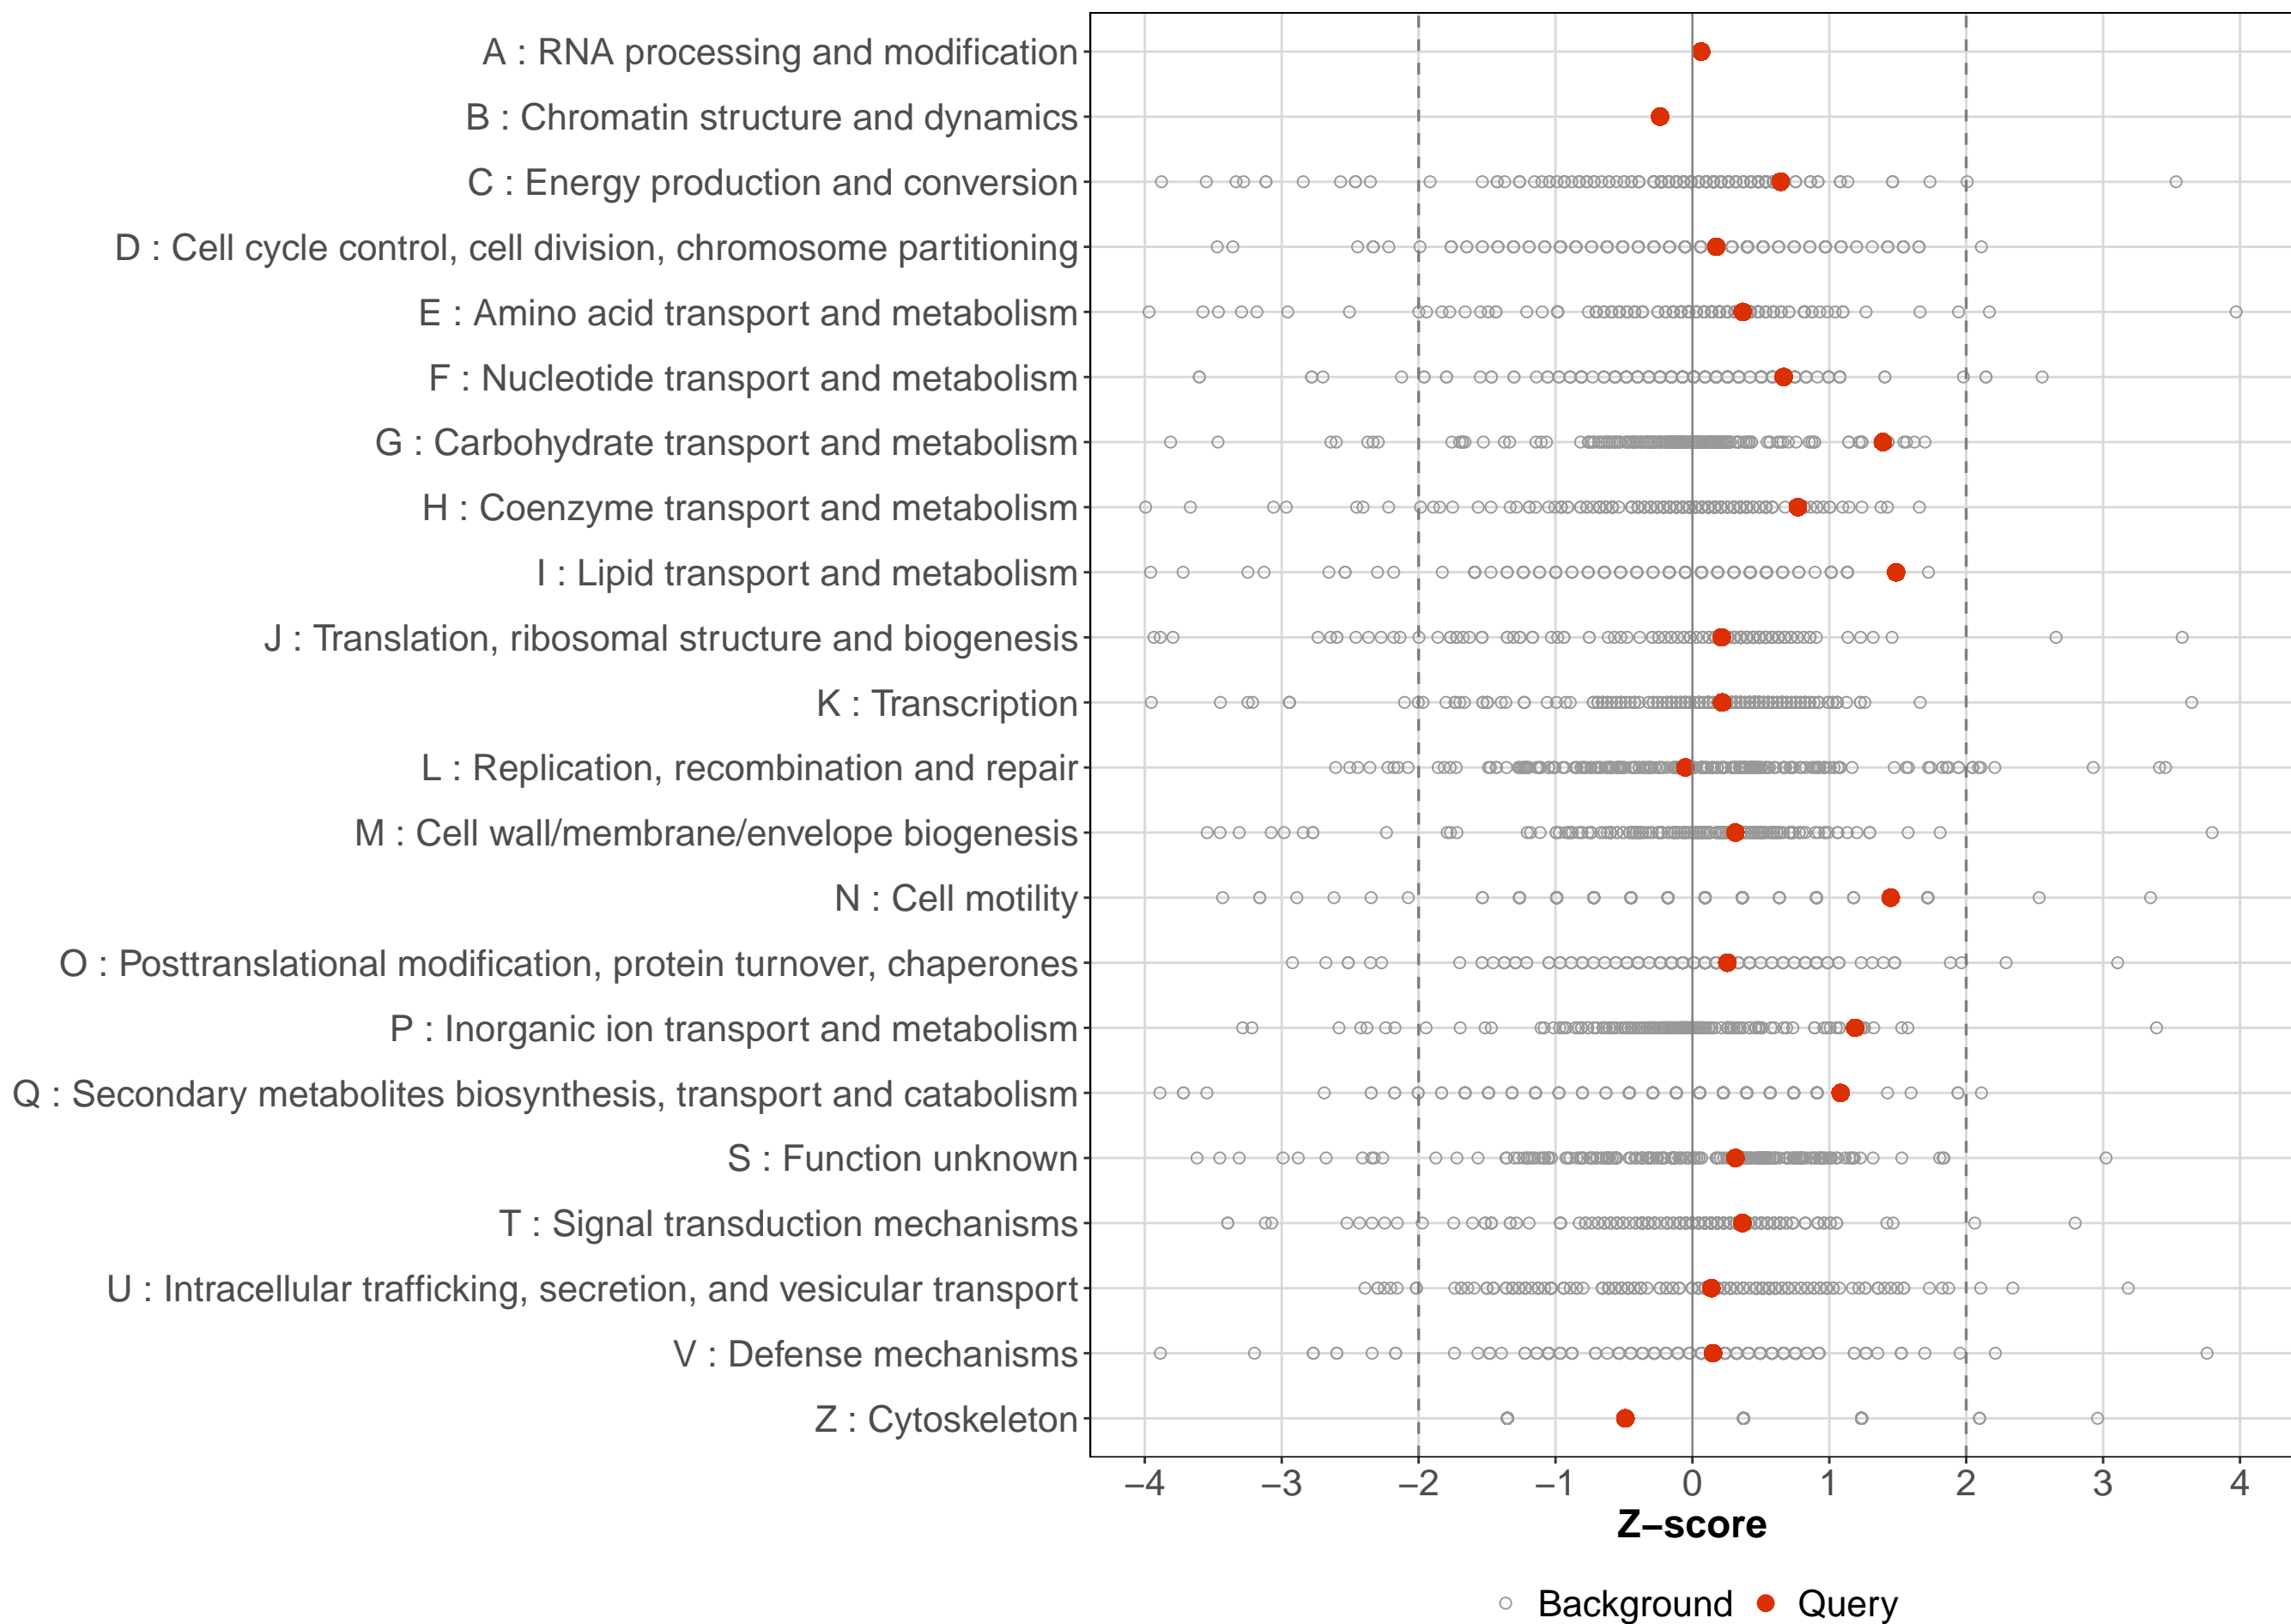 A : RNA processing and modification
B : Chromatin structure and dynamics
C : Energy production and conversion
D : Cell cycle control, cell division, chromosome partitioning
E : Amino acid transport and metabolism
F : Nucleotide transport and metabolism
G : Carbohydrate transport and metabolism
H : Coenzyme transport and metabolism
I : Lipid transport and metabolism
J : Translation, ribosomal structure and biogenesis
K : Transcription
L : Replication, recombination and repair
M : Cell wall/membrane/envelope biogenesis
N : Cell motility
O : Posttranslational modification, protein turnover, chaperones
P : Inorganic ion transport and metabolism
Q : Secondary metabolites biosynthesis, transport and catabolism
S : Function unknown
T : Signal transduction mechanisms
U : Intracellular trafficking, secretion, and vesicular transport
V : Defense mechanisms
Z : Cytoskeleton
−4 −3 −2 −1 0 1 2 3 4
Z−score
Background Query